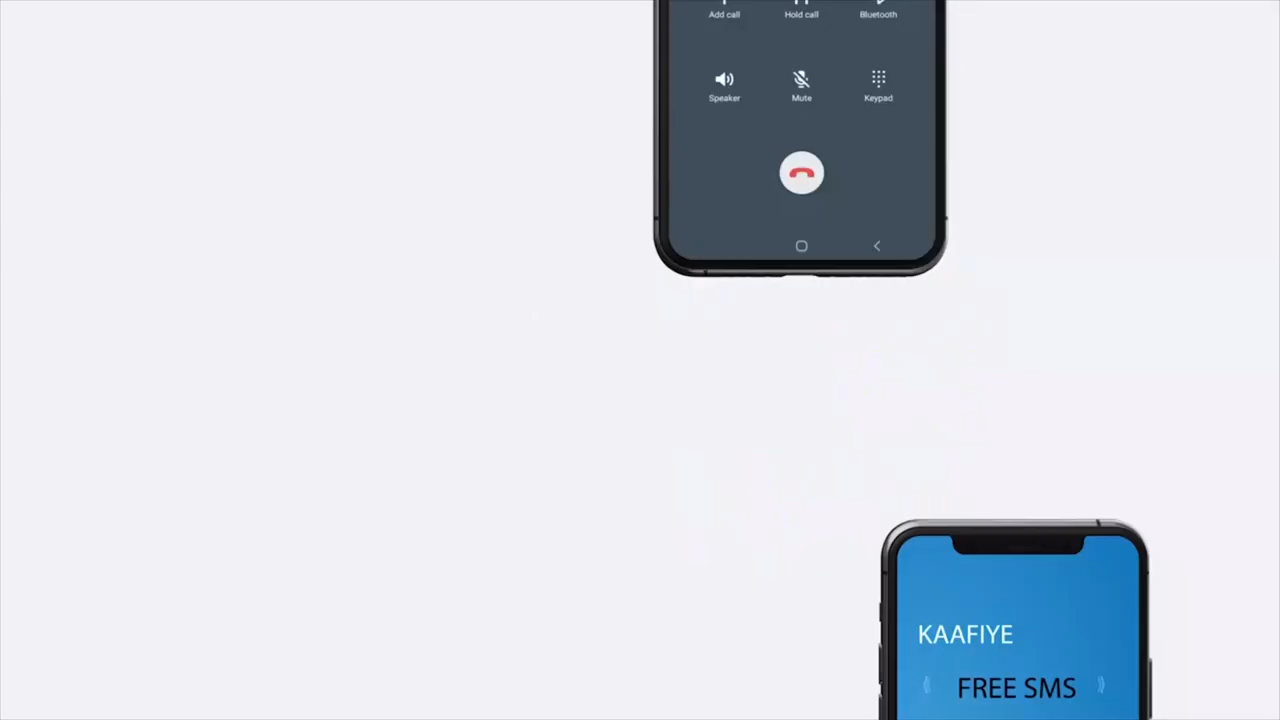 Add call Hold call Bluetooth
Speaker Mute Keypad
KAAFIYE
FREE SMS